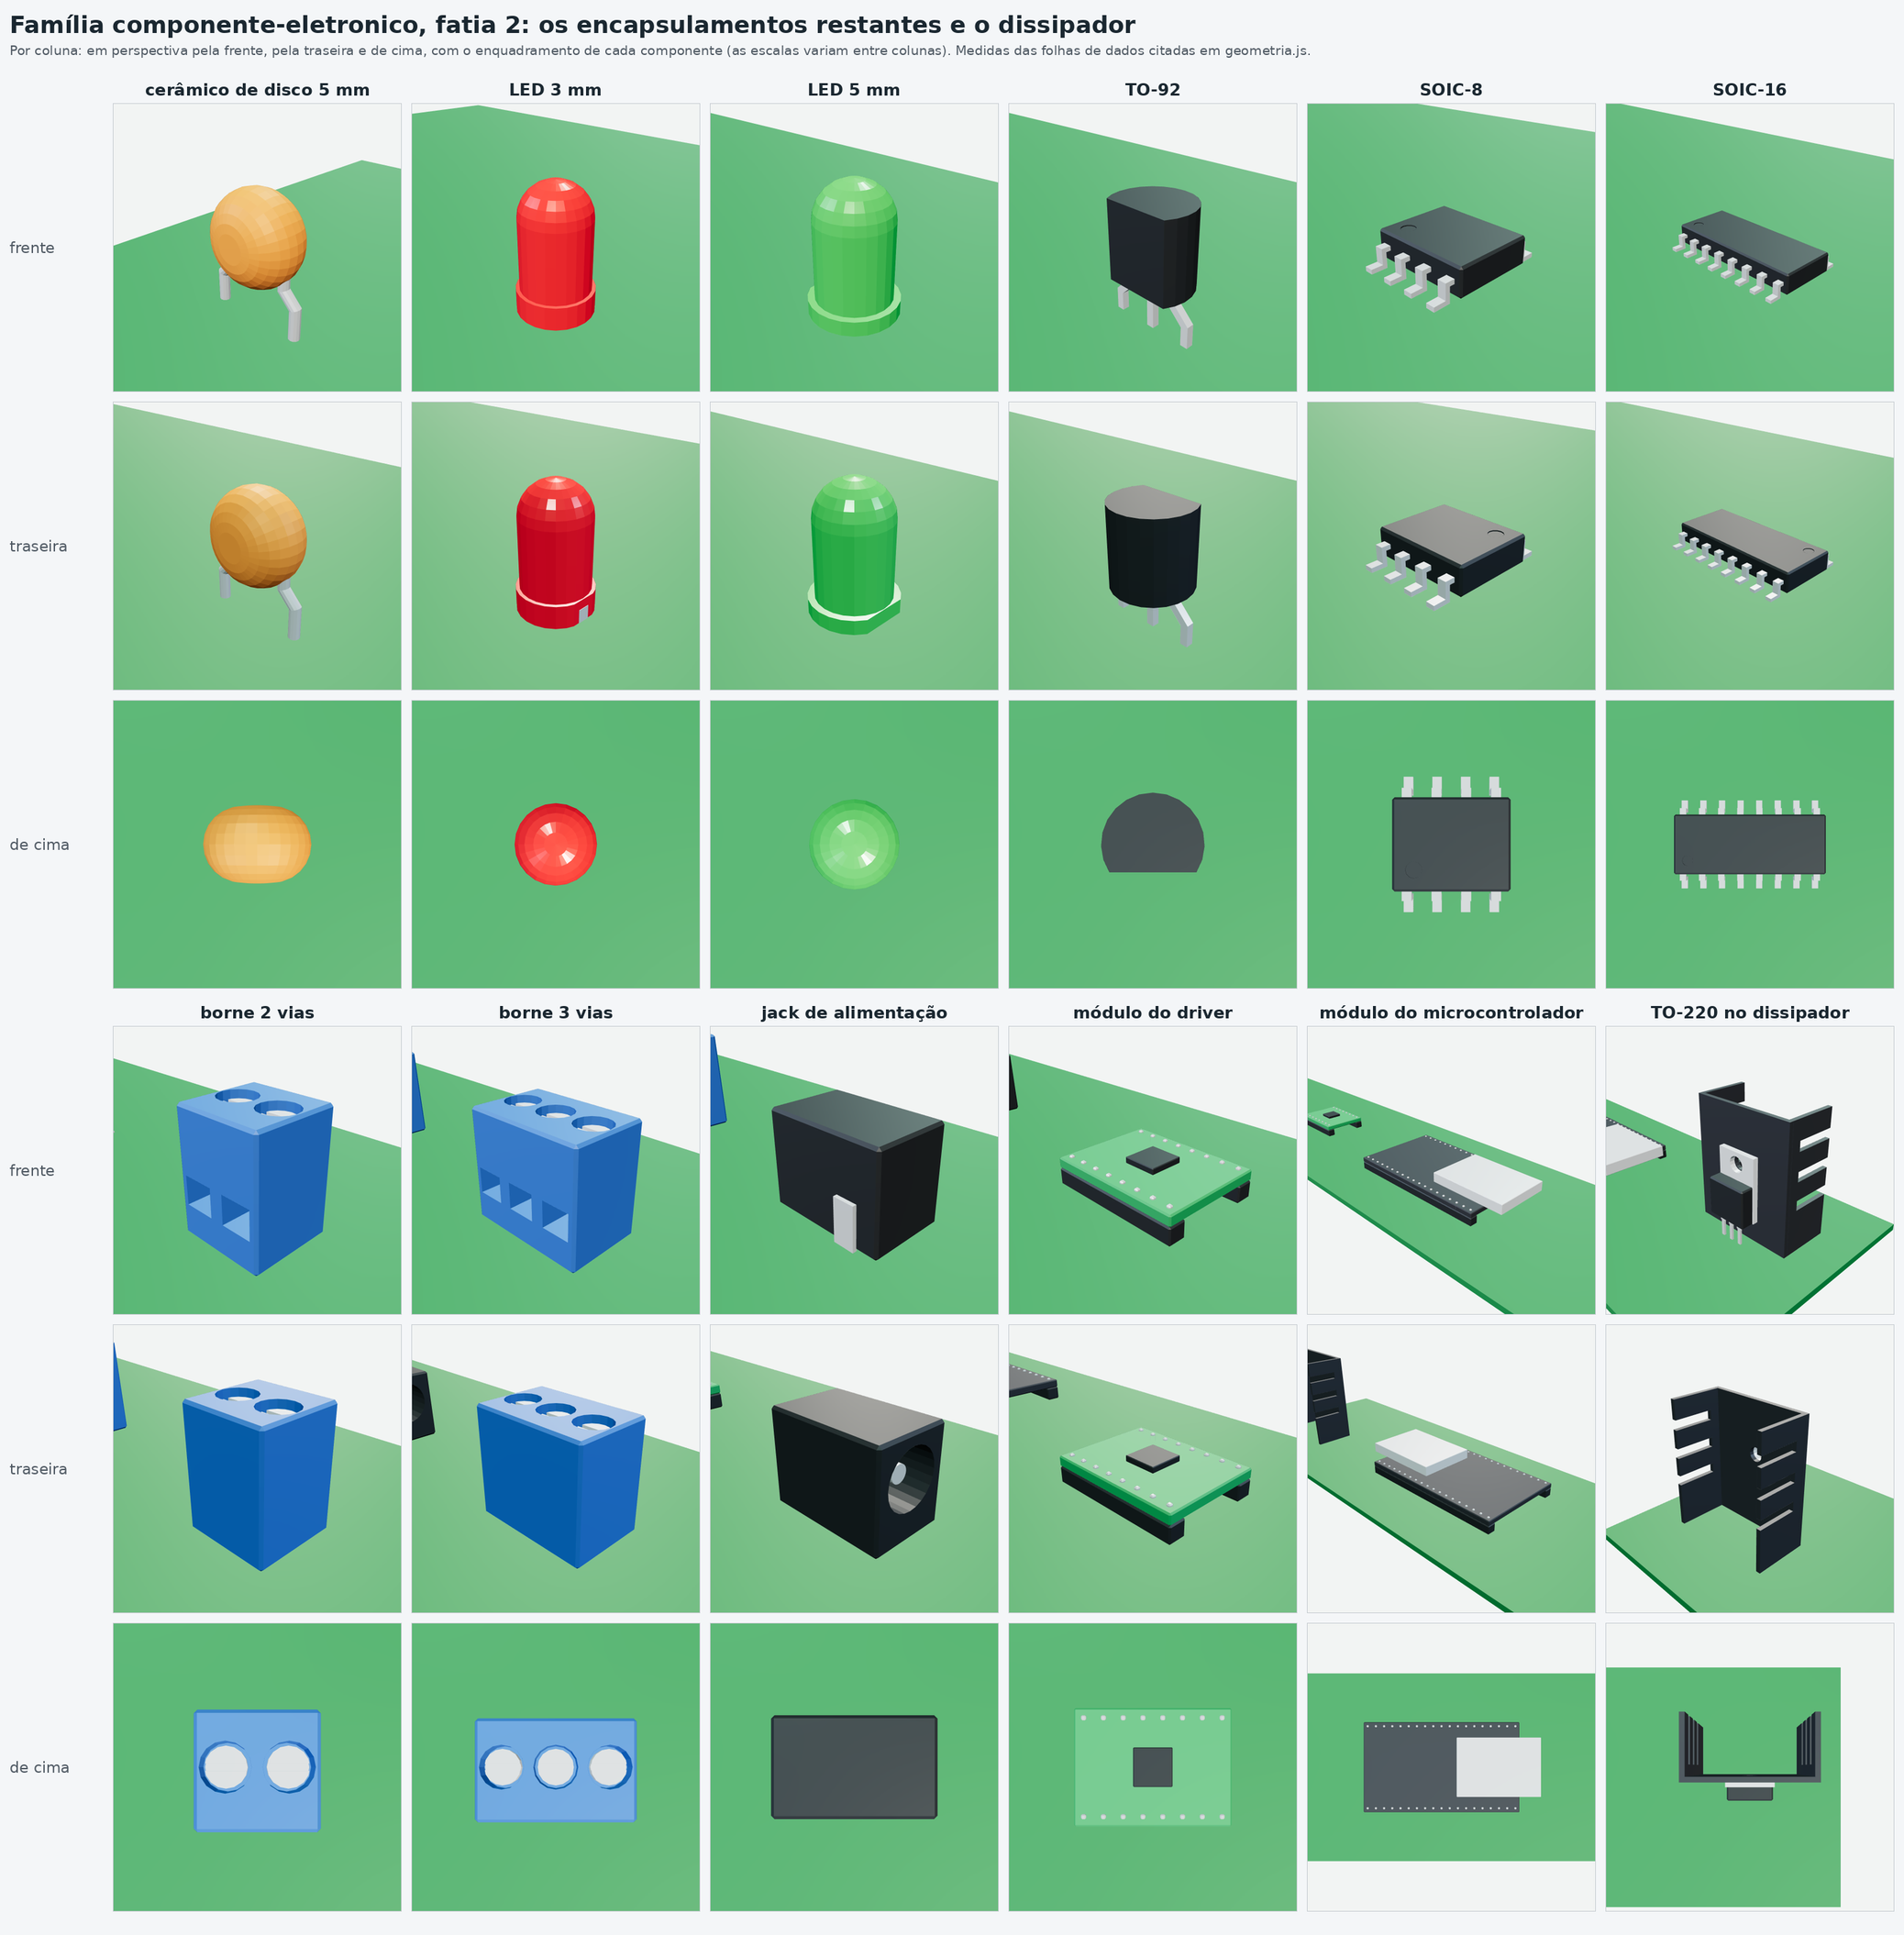 Família componente-eletronico, fatia 2: os encapsulamentos restantes e o dissipador
Por coluna: em perspectiva pela frente, pela traseira e de cima, com o enquadramento de cada componente (as escalas variam entre colunas). Medidas das folhas de dados citadas em geometria.js.
cerâmico de disco 5 mm LED 3 mm LED 5 mm TO-92 SOIC-8 SOIC-16
frente
traseira
de cima
borne 2 vias borne 3 vias jack de alimentação módulo do driver módulo do microcontrolador TO-220 no dissipador
frente
traseira
de cima